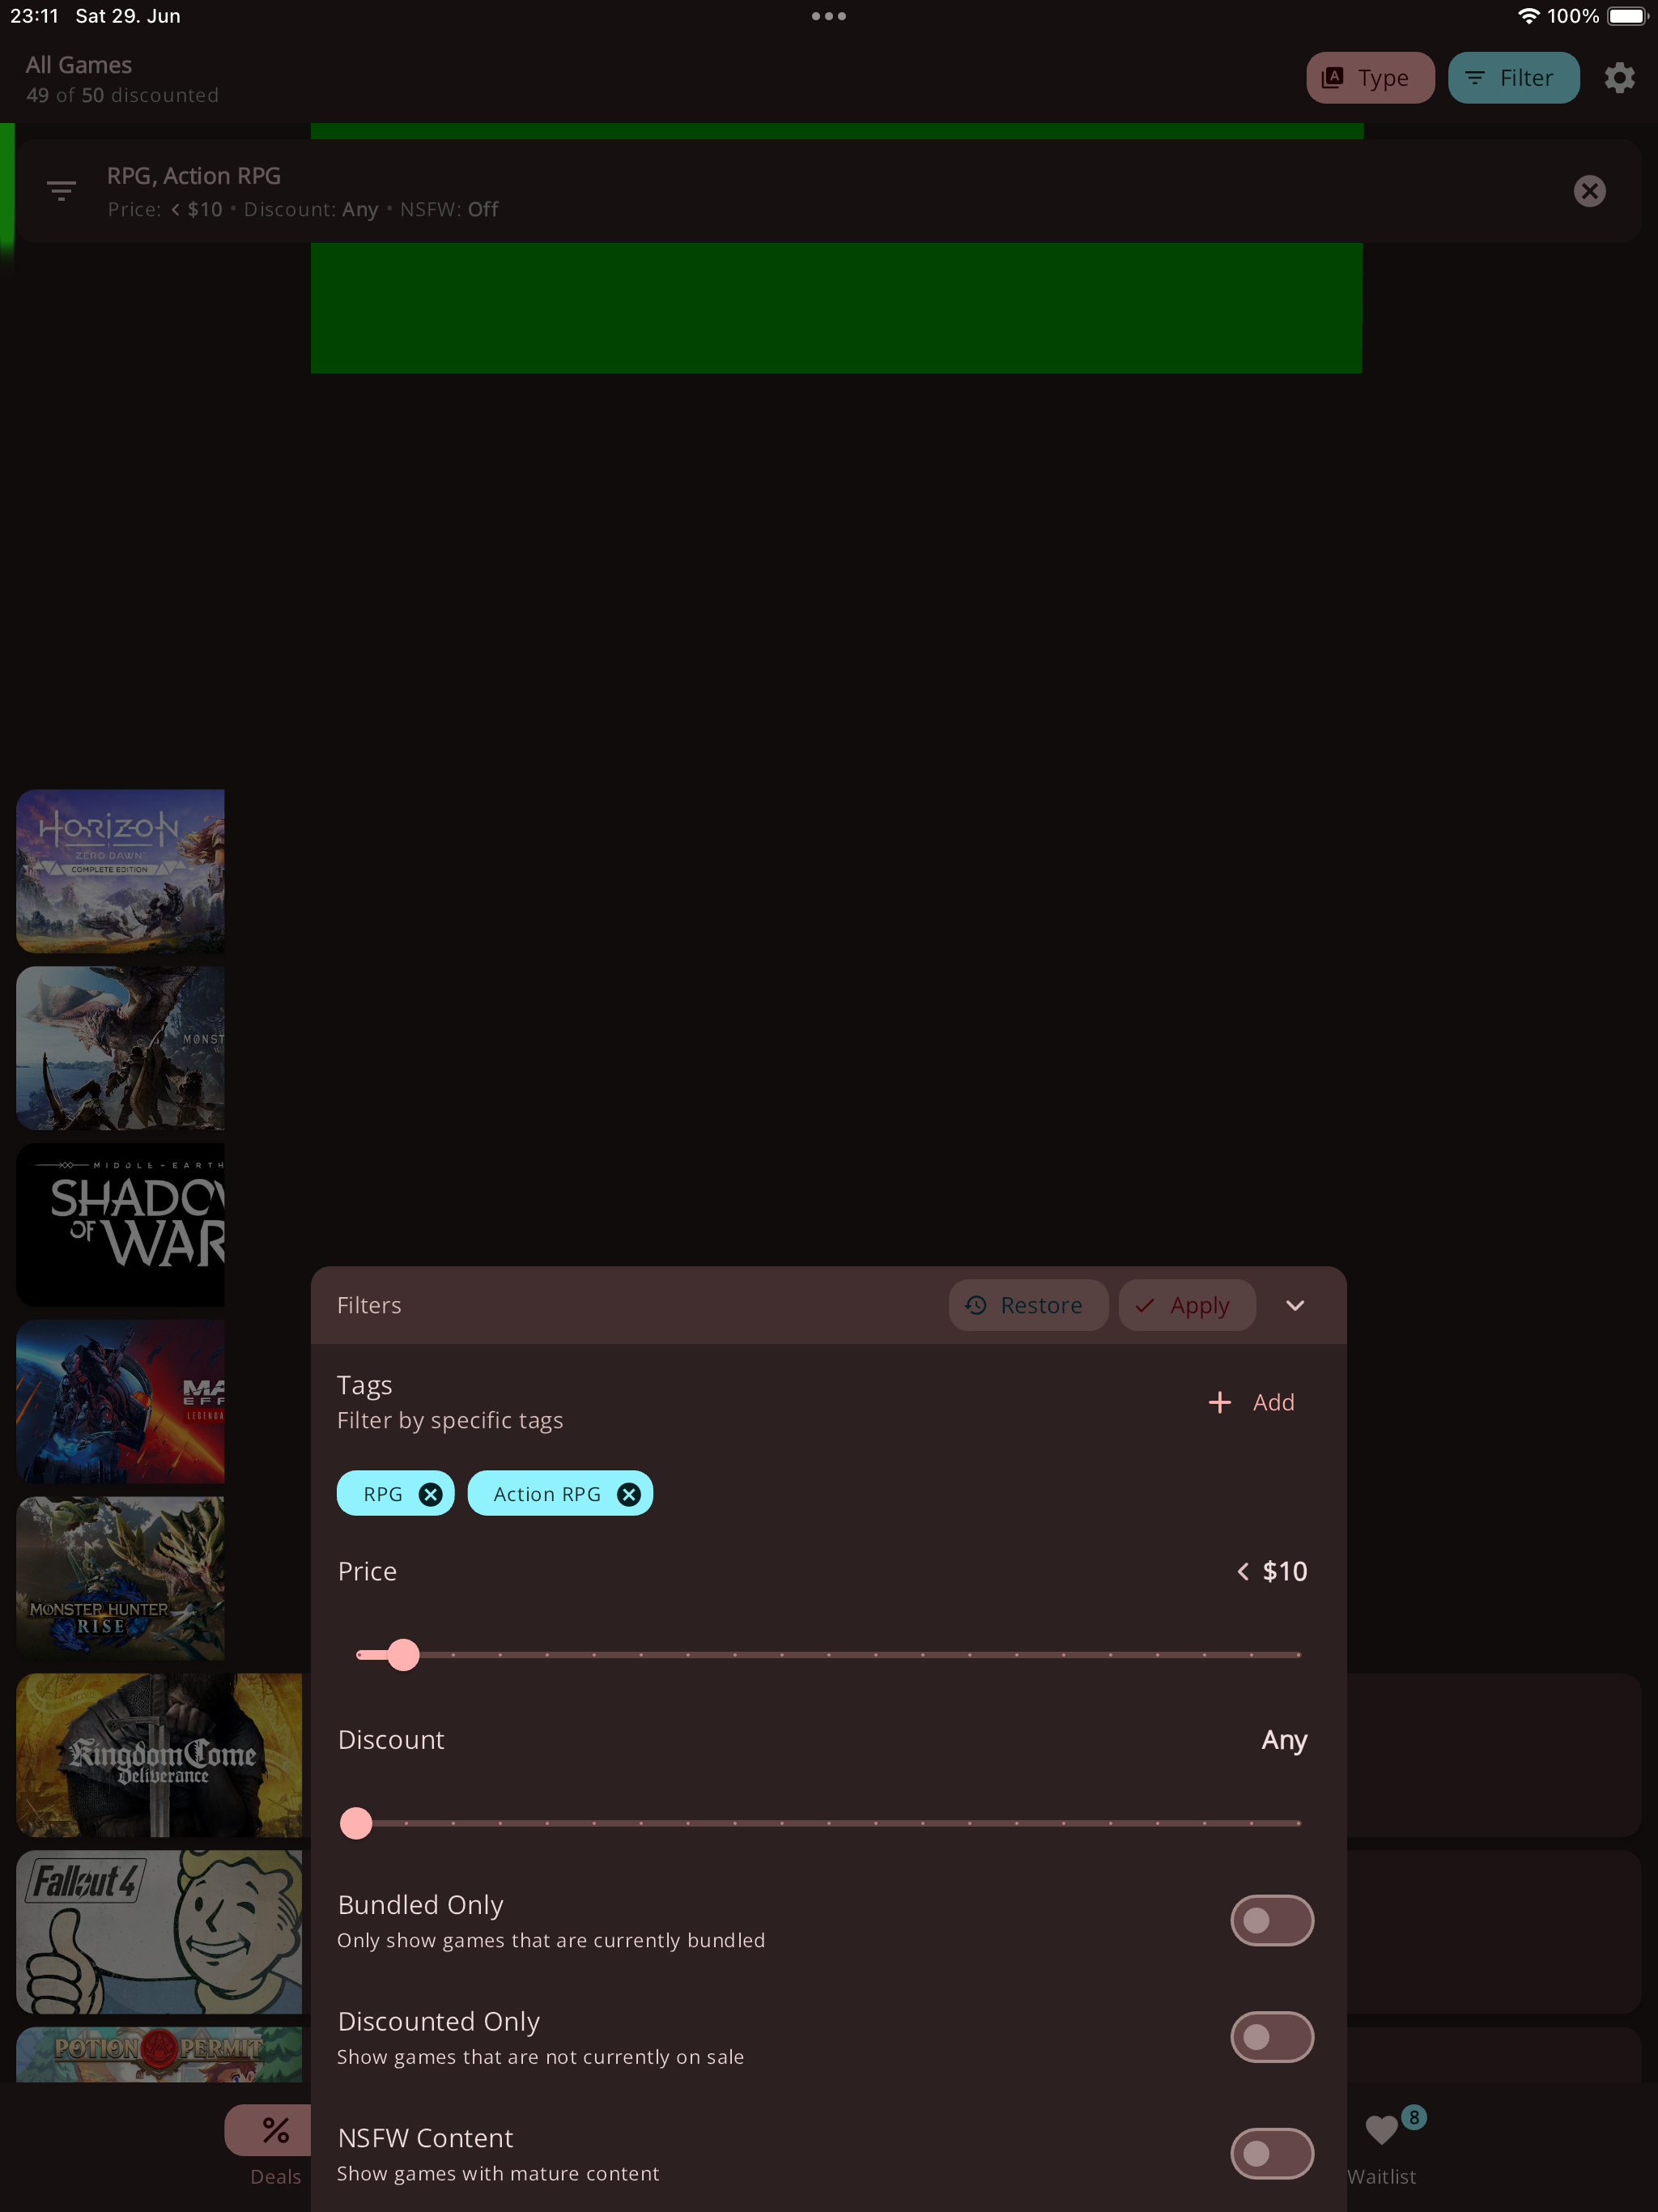 23:11 Sat 29. Jun
100%
All Games
49 of 50 discounted
Type
Filter
RPG, Action RPG
Price: < $10 • Discount: Any • NSFW: Off
HORIZON
ZERO DAWN
COMPLETE EDITION
MONST
MIDDLE-EARTH
SHADOW
OF WAR
MA
EFF
LEGENDA
MONSTER HUNTER
RISE
Kingdom Come
Deliverance
Fallout 4
POTION PERMIT
Filters
Restore
Apply
Tags
Add
Filter by specific tags
RPG
Action RPG
Price
< $10
Discount
Any
Bundled Only
Only show games that are currently bundled
Discounted Only
Show games that are not currently on sale
NSFW Content
Show games with mature content
%
8
Deals
Waitlist